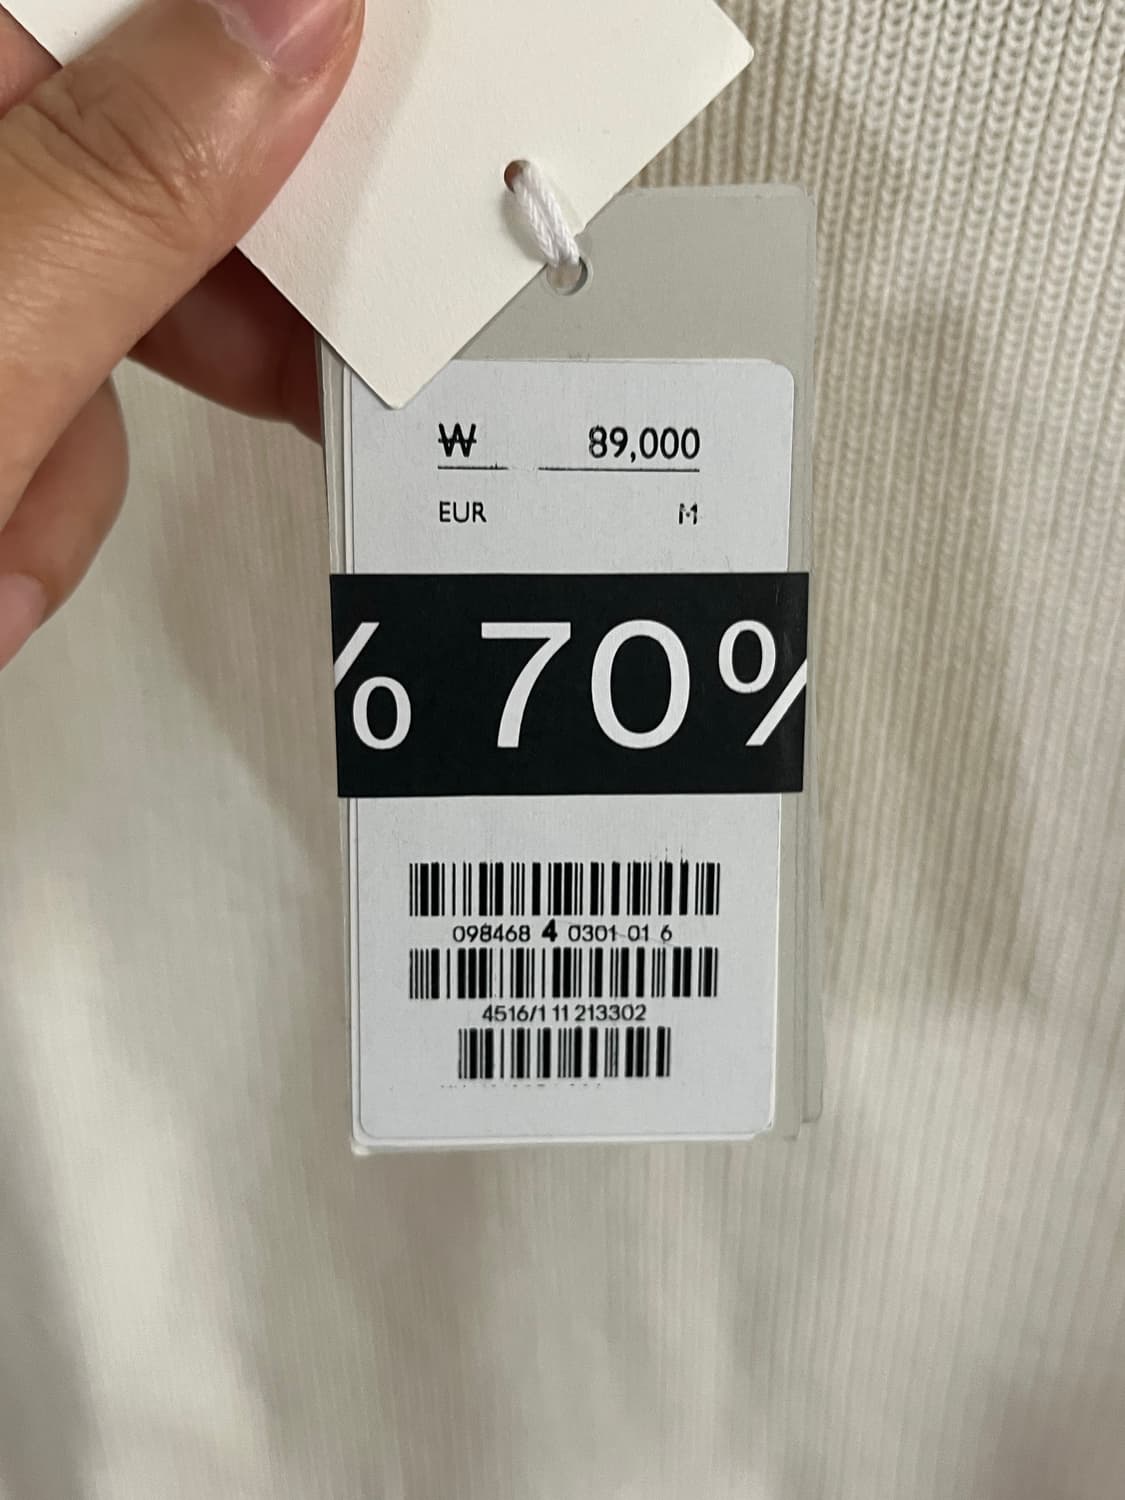 ₩ 89,000
EUR M
% 70%
098468 4 0301 01 6
4516/1 11 213302